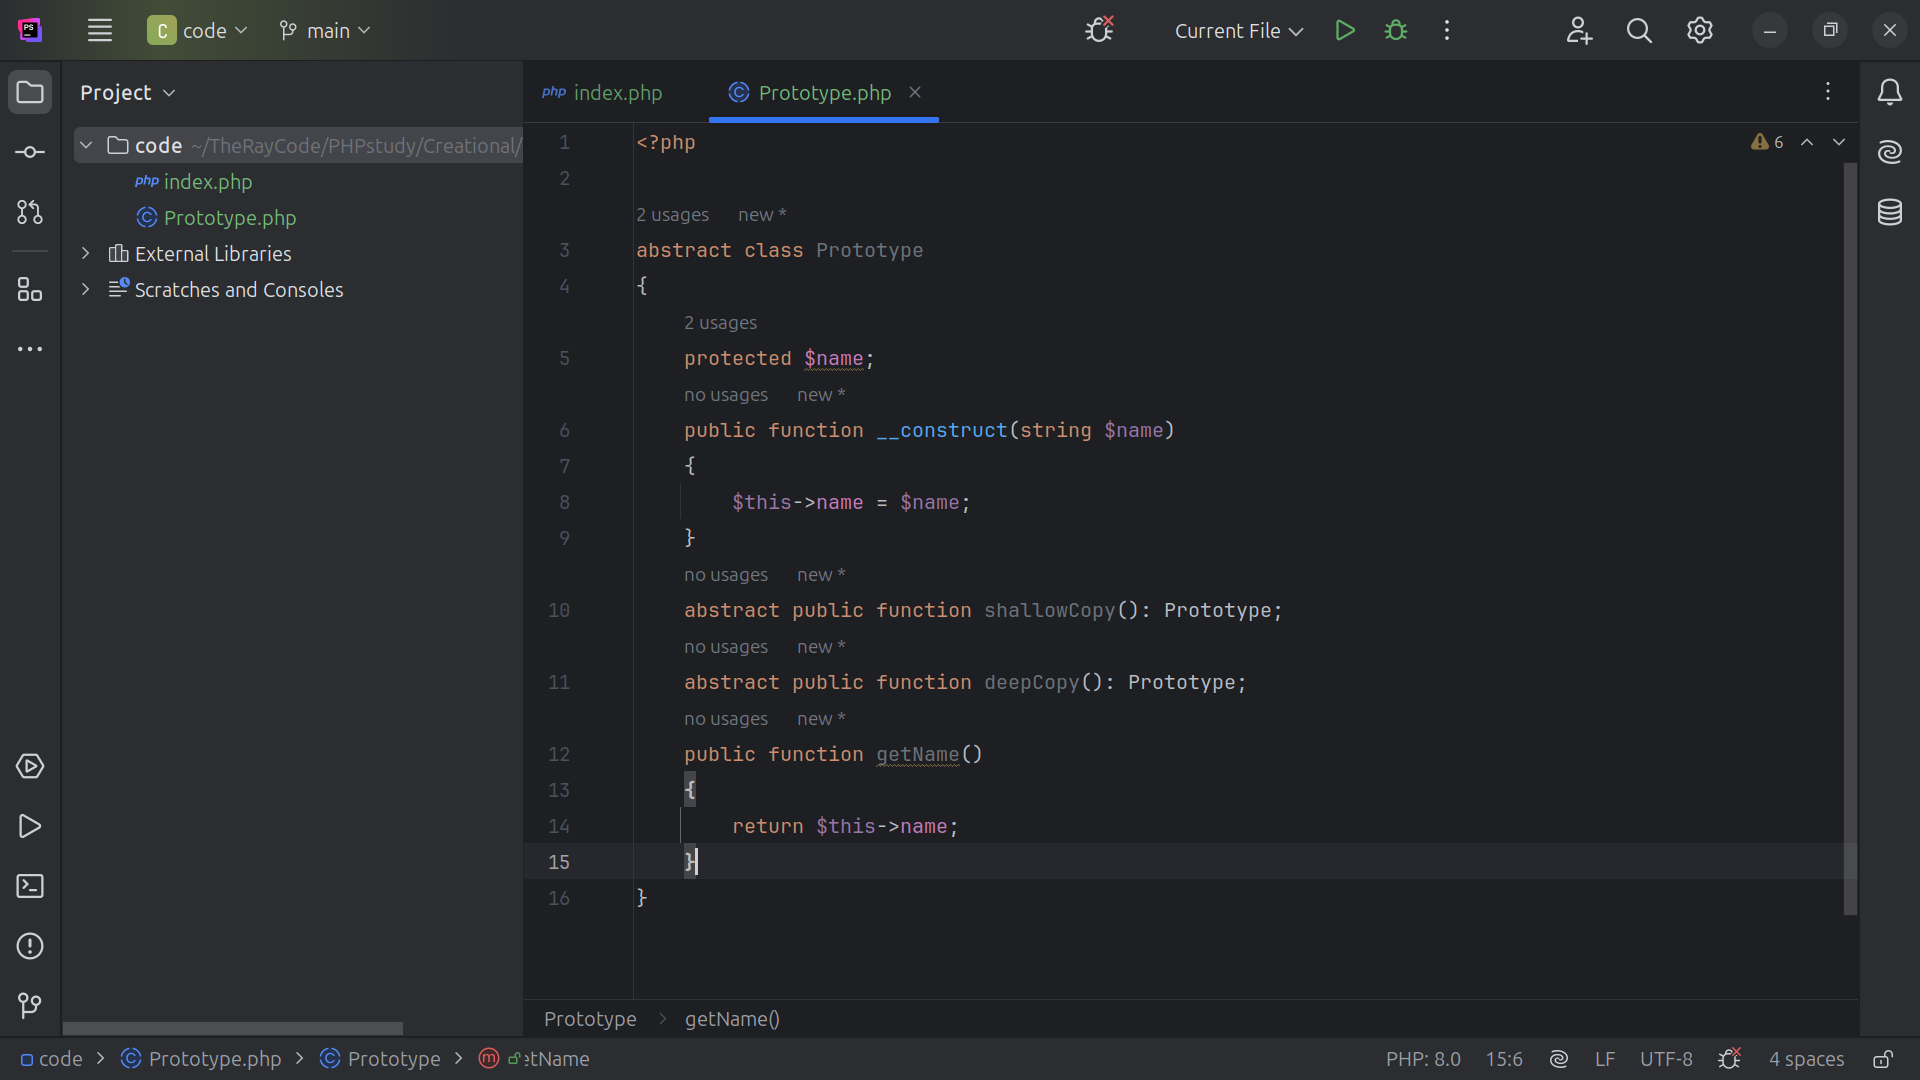 PS
C code main Current File
Project
index.php Prototype.php
code ~/TheRayCode/PHPstudy/Creational/
php index.php
Prototype.php
External Libraries
Scratches and Consoles
php
6
1 <?php
2
2 usages new *
3 abstract class Prototype
4 {
2 usages
5 protected $name;
no usages new *
6 public function __construct(string $name)
7 {
8 $this->name = $name;
9 }
no usages new *
10 abstract public function shallowCopy(): Prototype;
no usages new *
11 abstract public function deepCopy(): Prototype;
no usages new *
12 public function getName()
13 {
14 return $this->name;
15 }
16 }
Prototype > getName()
code > Prototype.php > Prototype > m etName
PHP: 8.0 15:6 LF UTF-8 4 spaces